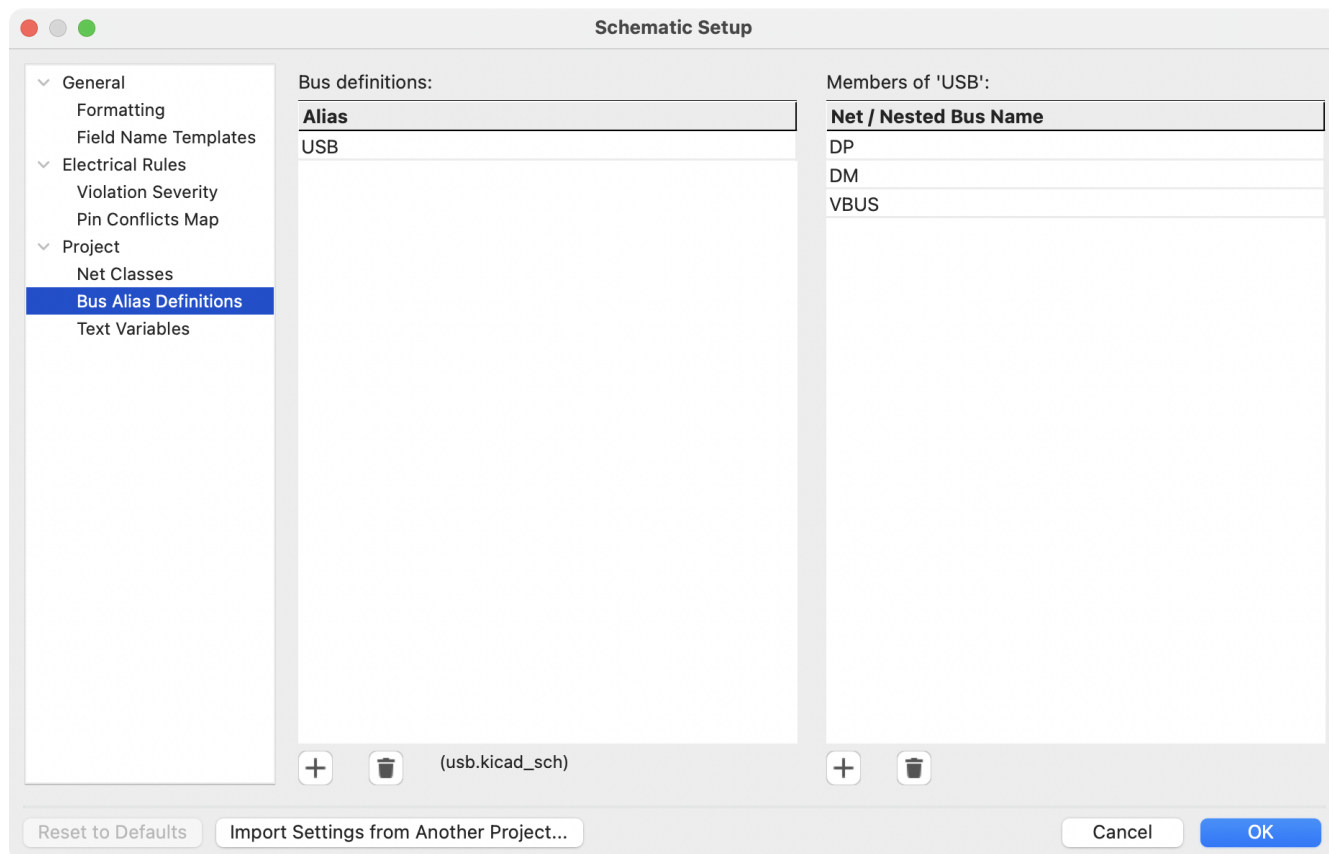 Schematic Setup
General
Formatting
Field Name Templates
Electrical Rules
Violation Severity
Pin Conflicts Map
Project
Net Classes
Bus Alias Definitions
Text Variables
Bus definitions:
Alias
USB
(usb.kicad_sch)
Members of 'USB':
Net / Nested Bus Name
DP
DM
VBUS
Reset to Defaults
Import Settings from Another Project...
Cancel
OK